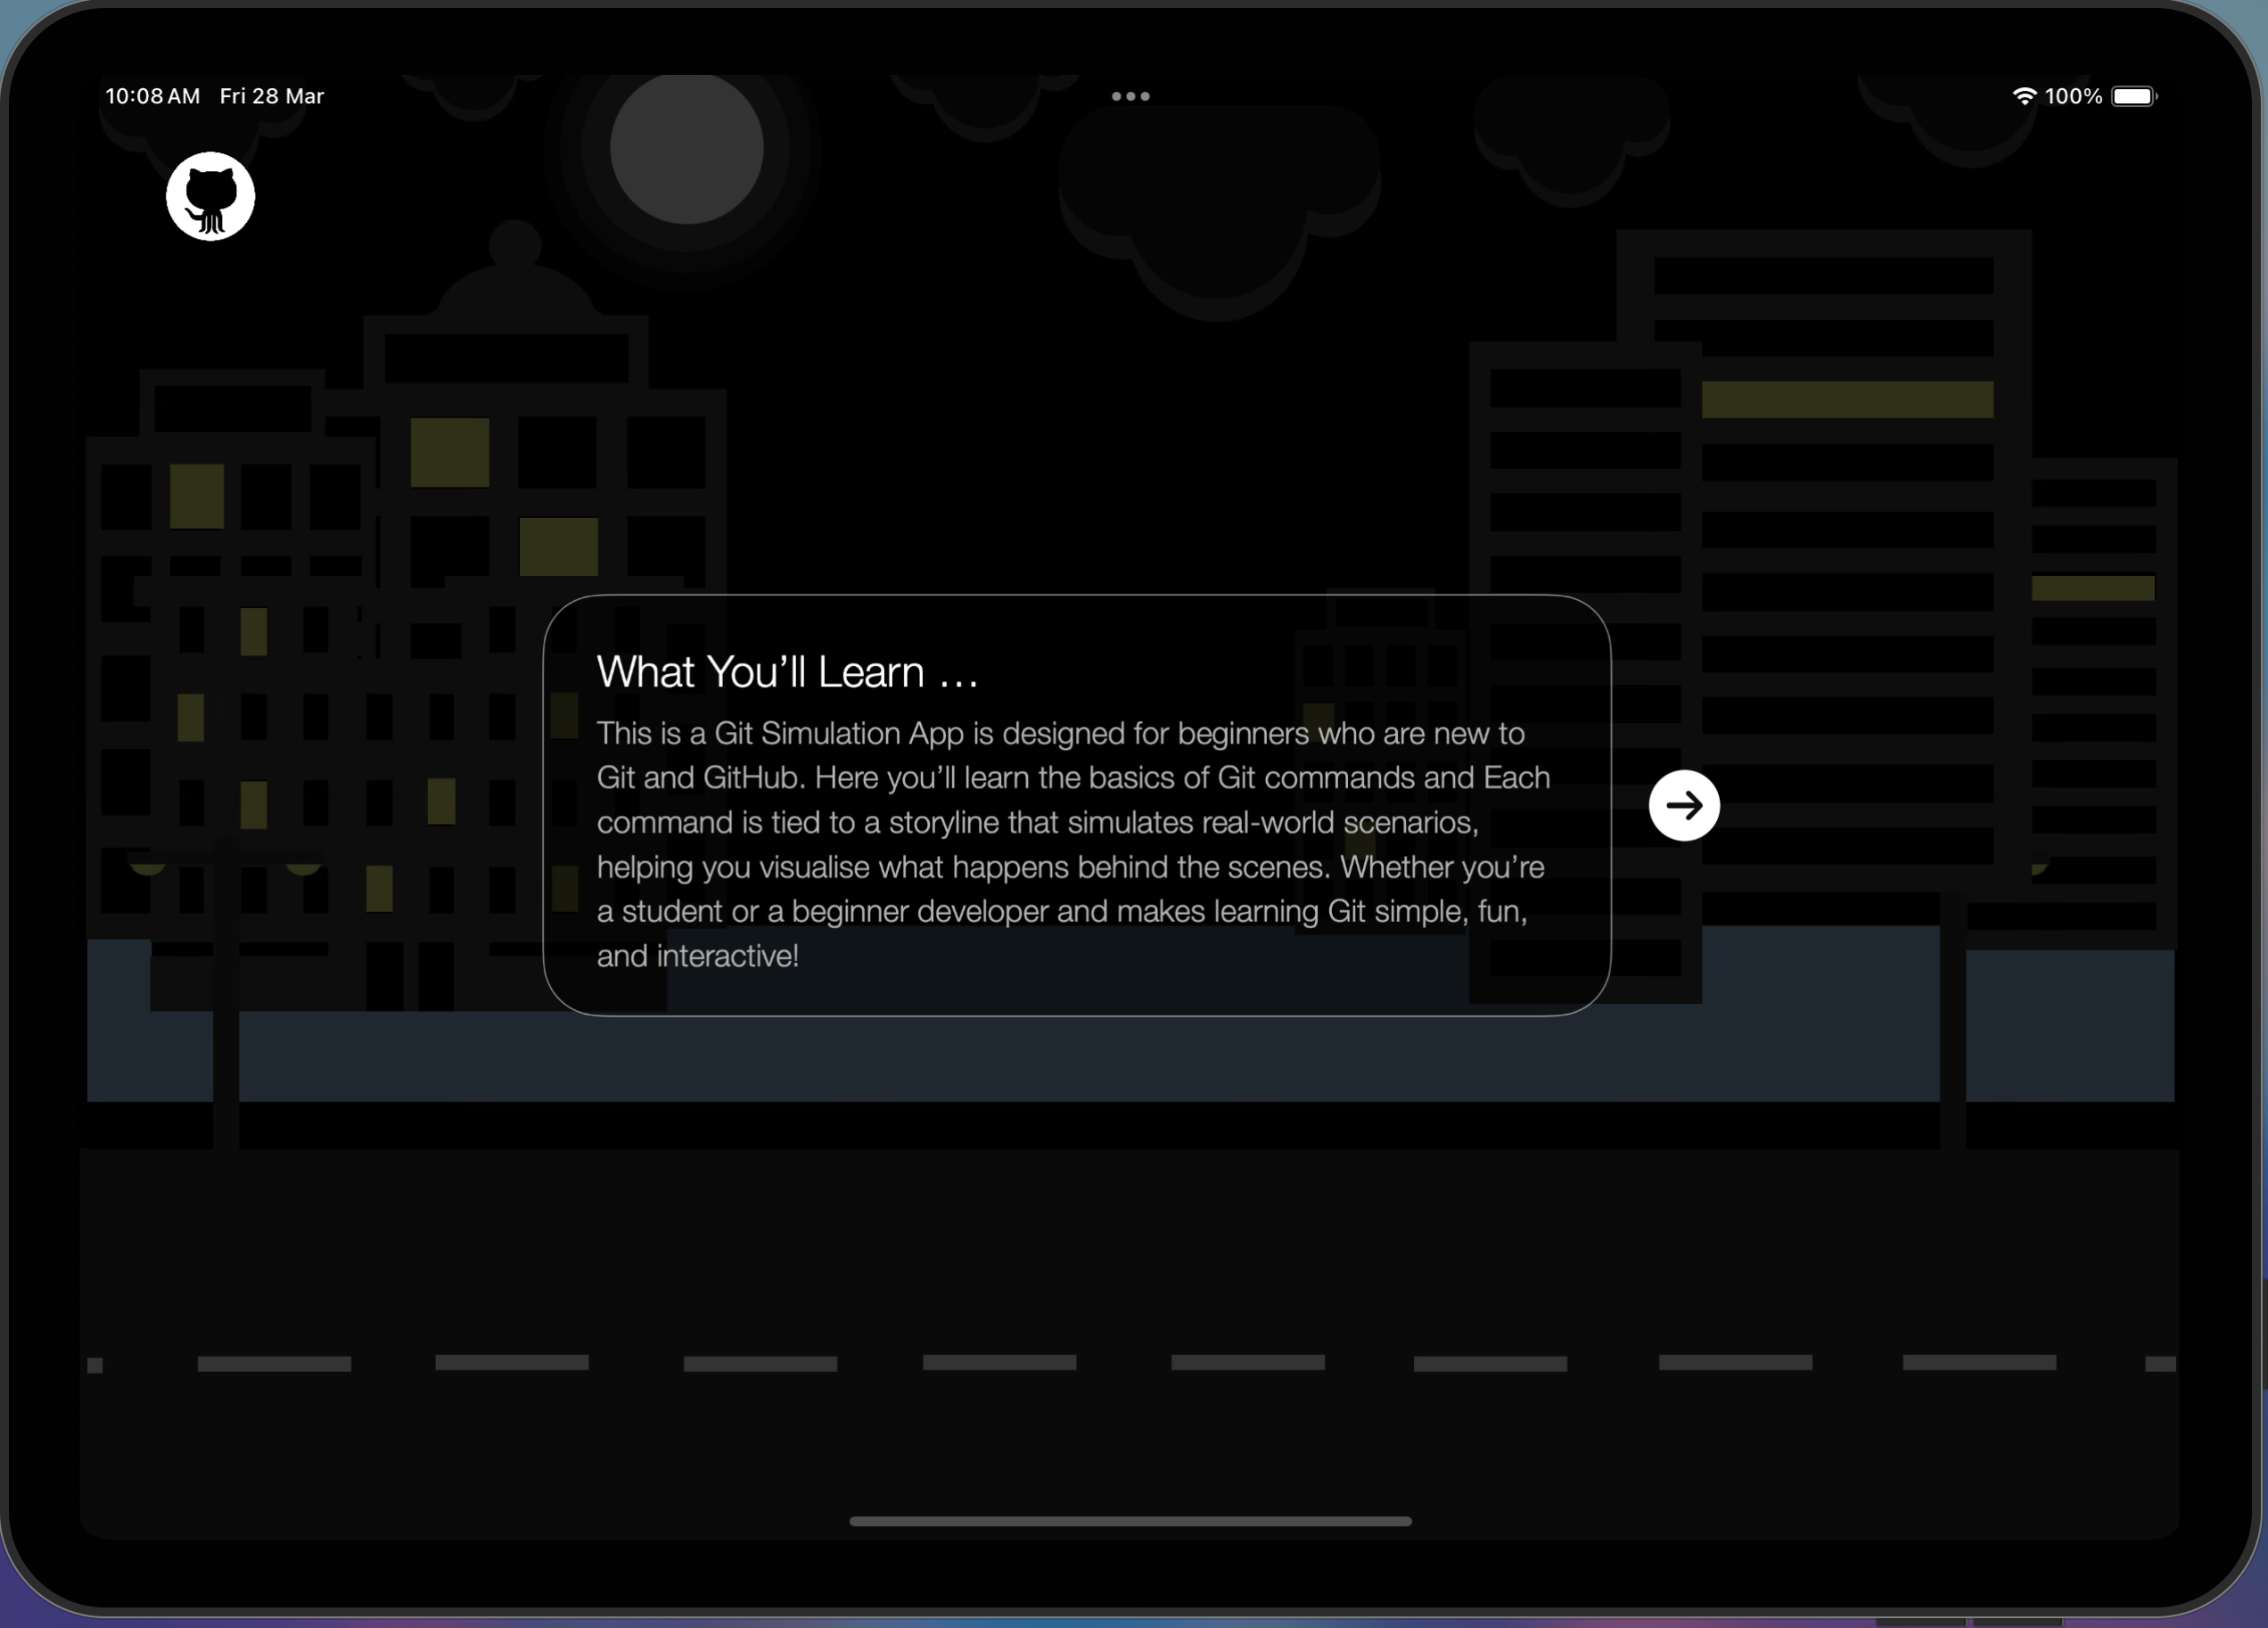 10:08 AM Fri 28 Mar
100%
What You’ll Learn ...
This is a Git Simulation App is designed for beginners who are new to
Git and GitHub. Here you’ll learn the basics of Git commands and Each
command is tied to a storyline that simulates real-world scenarios,
helping you visualise what happens behind the scenes. Whether you’re
a student or a beginner developer and makes learning Git simple, fun,
and interactive!